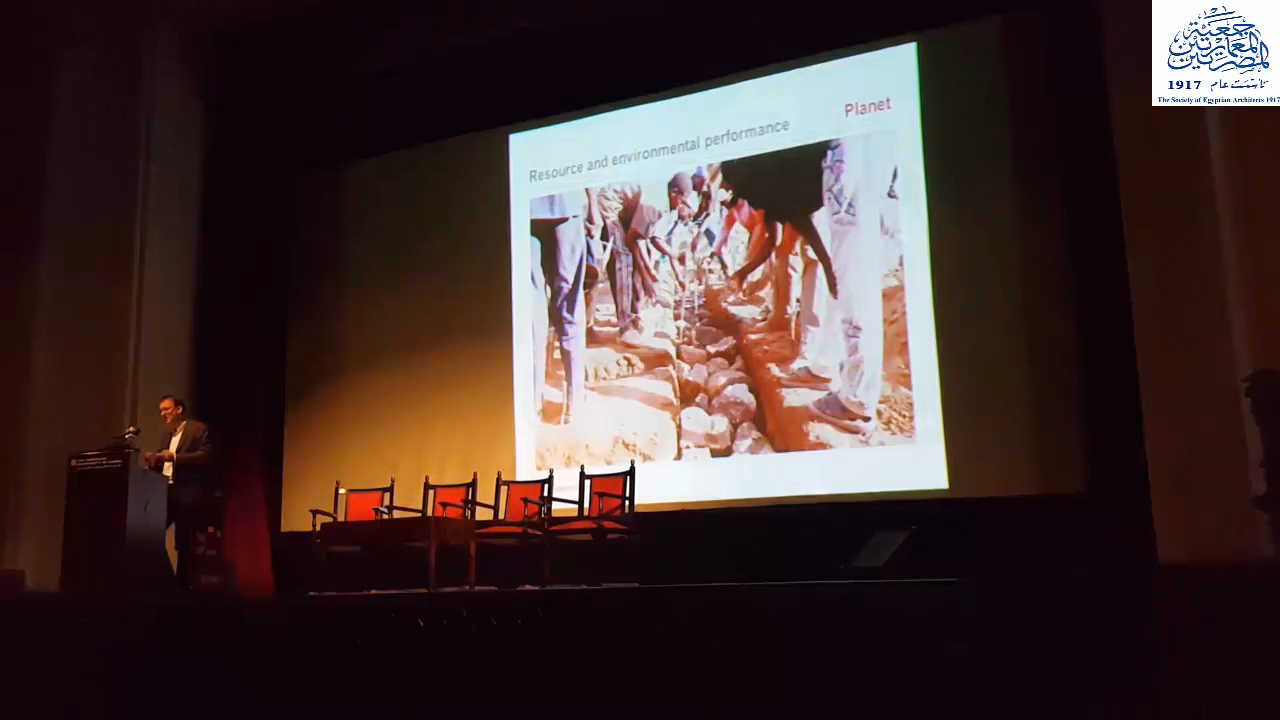 جمعية
المعماريين
المصريين
1917 تأسست عام
The Society of Egyptian Architects 1917
Planet
Resource and environmental performance